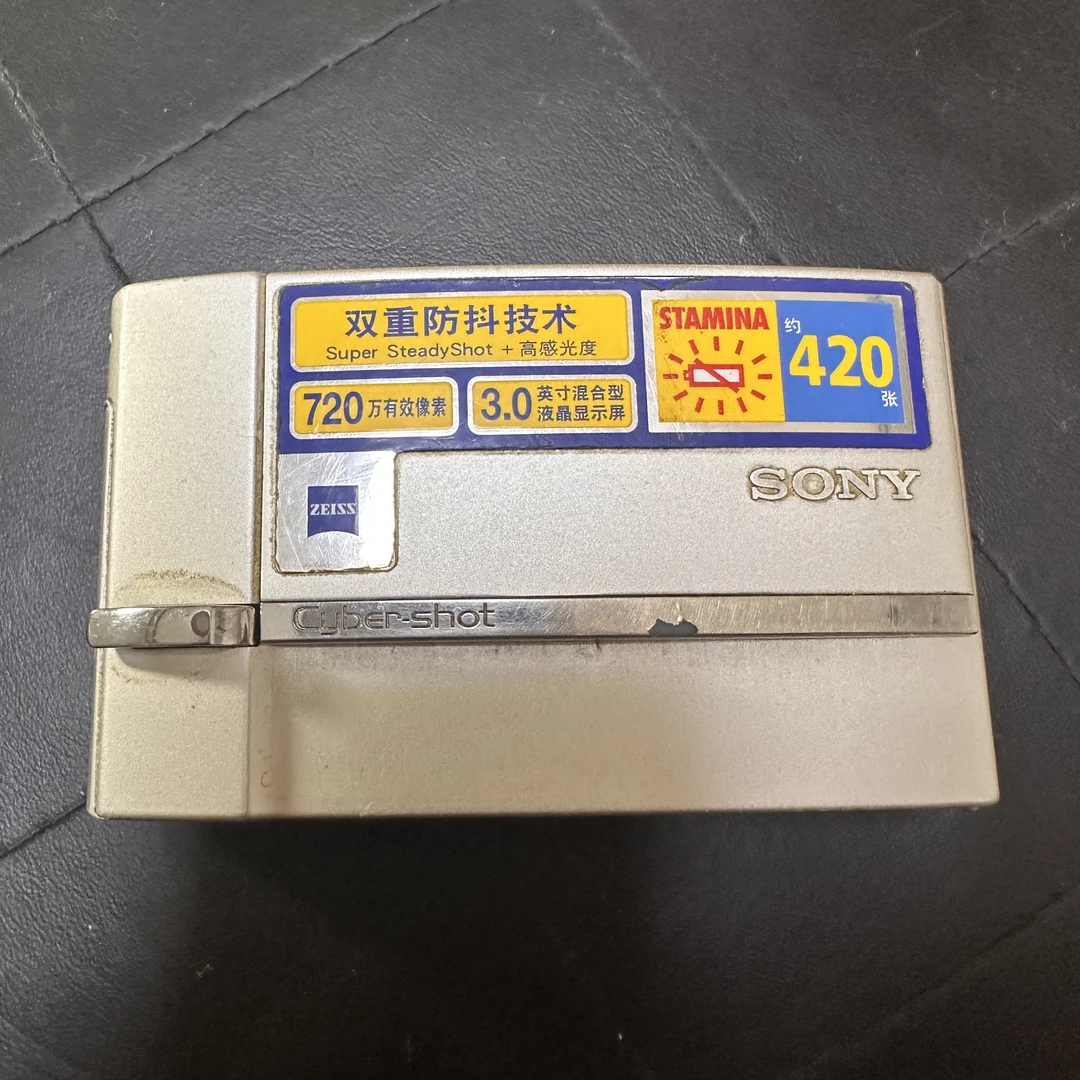 双重防抖技术
Super SteadyShot + 高感光度
720万有效像素
3.0英寸混合型
液晶显示屏
STAMINA
约
420
张
ZEISS
SONY
Cyber-shot